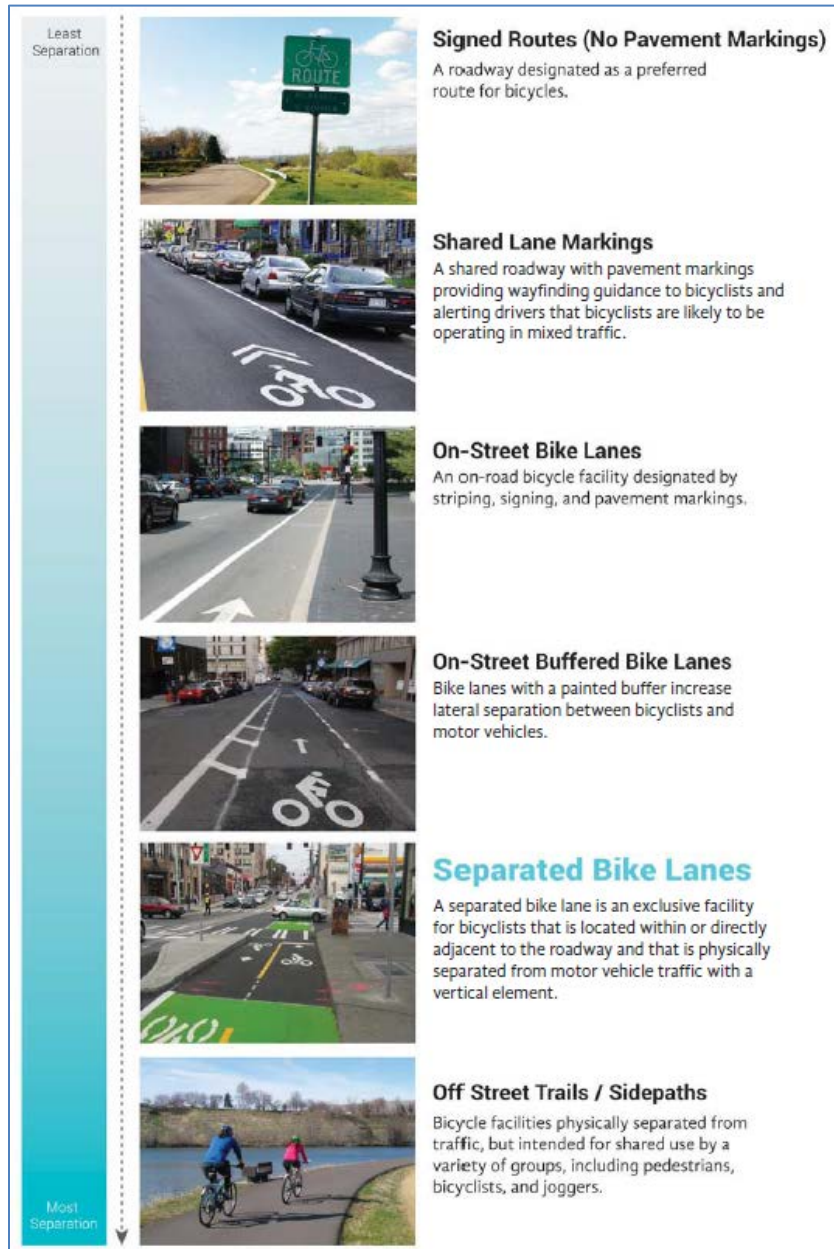 Least
Separation
Signed Routes (No Pavement Markings)
A roadway designated as a preferred
route for bicycles.
ROUTE
Shared Lane Markings
A shared roadway with pavement markings
providing wayfinding guidance to bicyclists and
alerting drivers that bicyclists are likely to be
operating in mixed traffic.
On-Street Bike Lanes
An on-road bicycle facility designated by
striping, signing, and pavement markings.
On-Street Buffered Bike Lanes
Bike lanes with a painted buffer increase
lateral separation between bicyclists and
motor vehicles.
Separated Bike Lanes
A separated bike lane is an exclusive facility
for bicyclists that is located within or directly
adjacent to the roadway and that is physically
separated from motor vehicle traffic with a
vertical element.
Off Street Trails / Sidepaths
Bicycle facilities physically separated from
traffic, but intended for shared use by a
variety of groups, including pedestrians,
bicyclists, and joggers.
Most
Separation